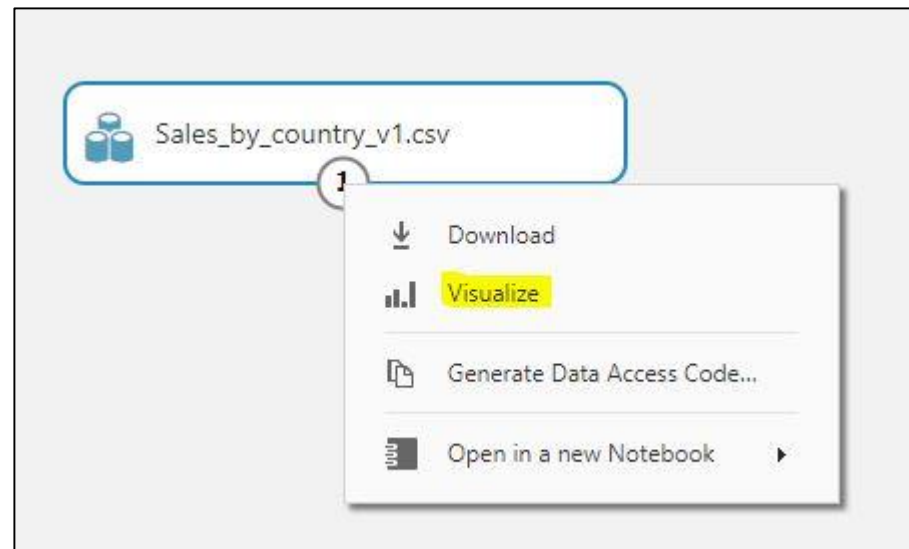 Sales_by_country_v1.csv
1
Download
Visualize
Generate Data Access Code...
Open in a new Notebook